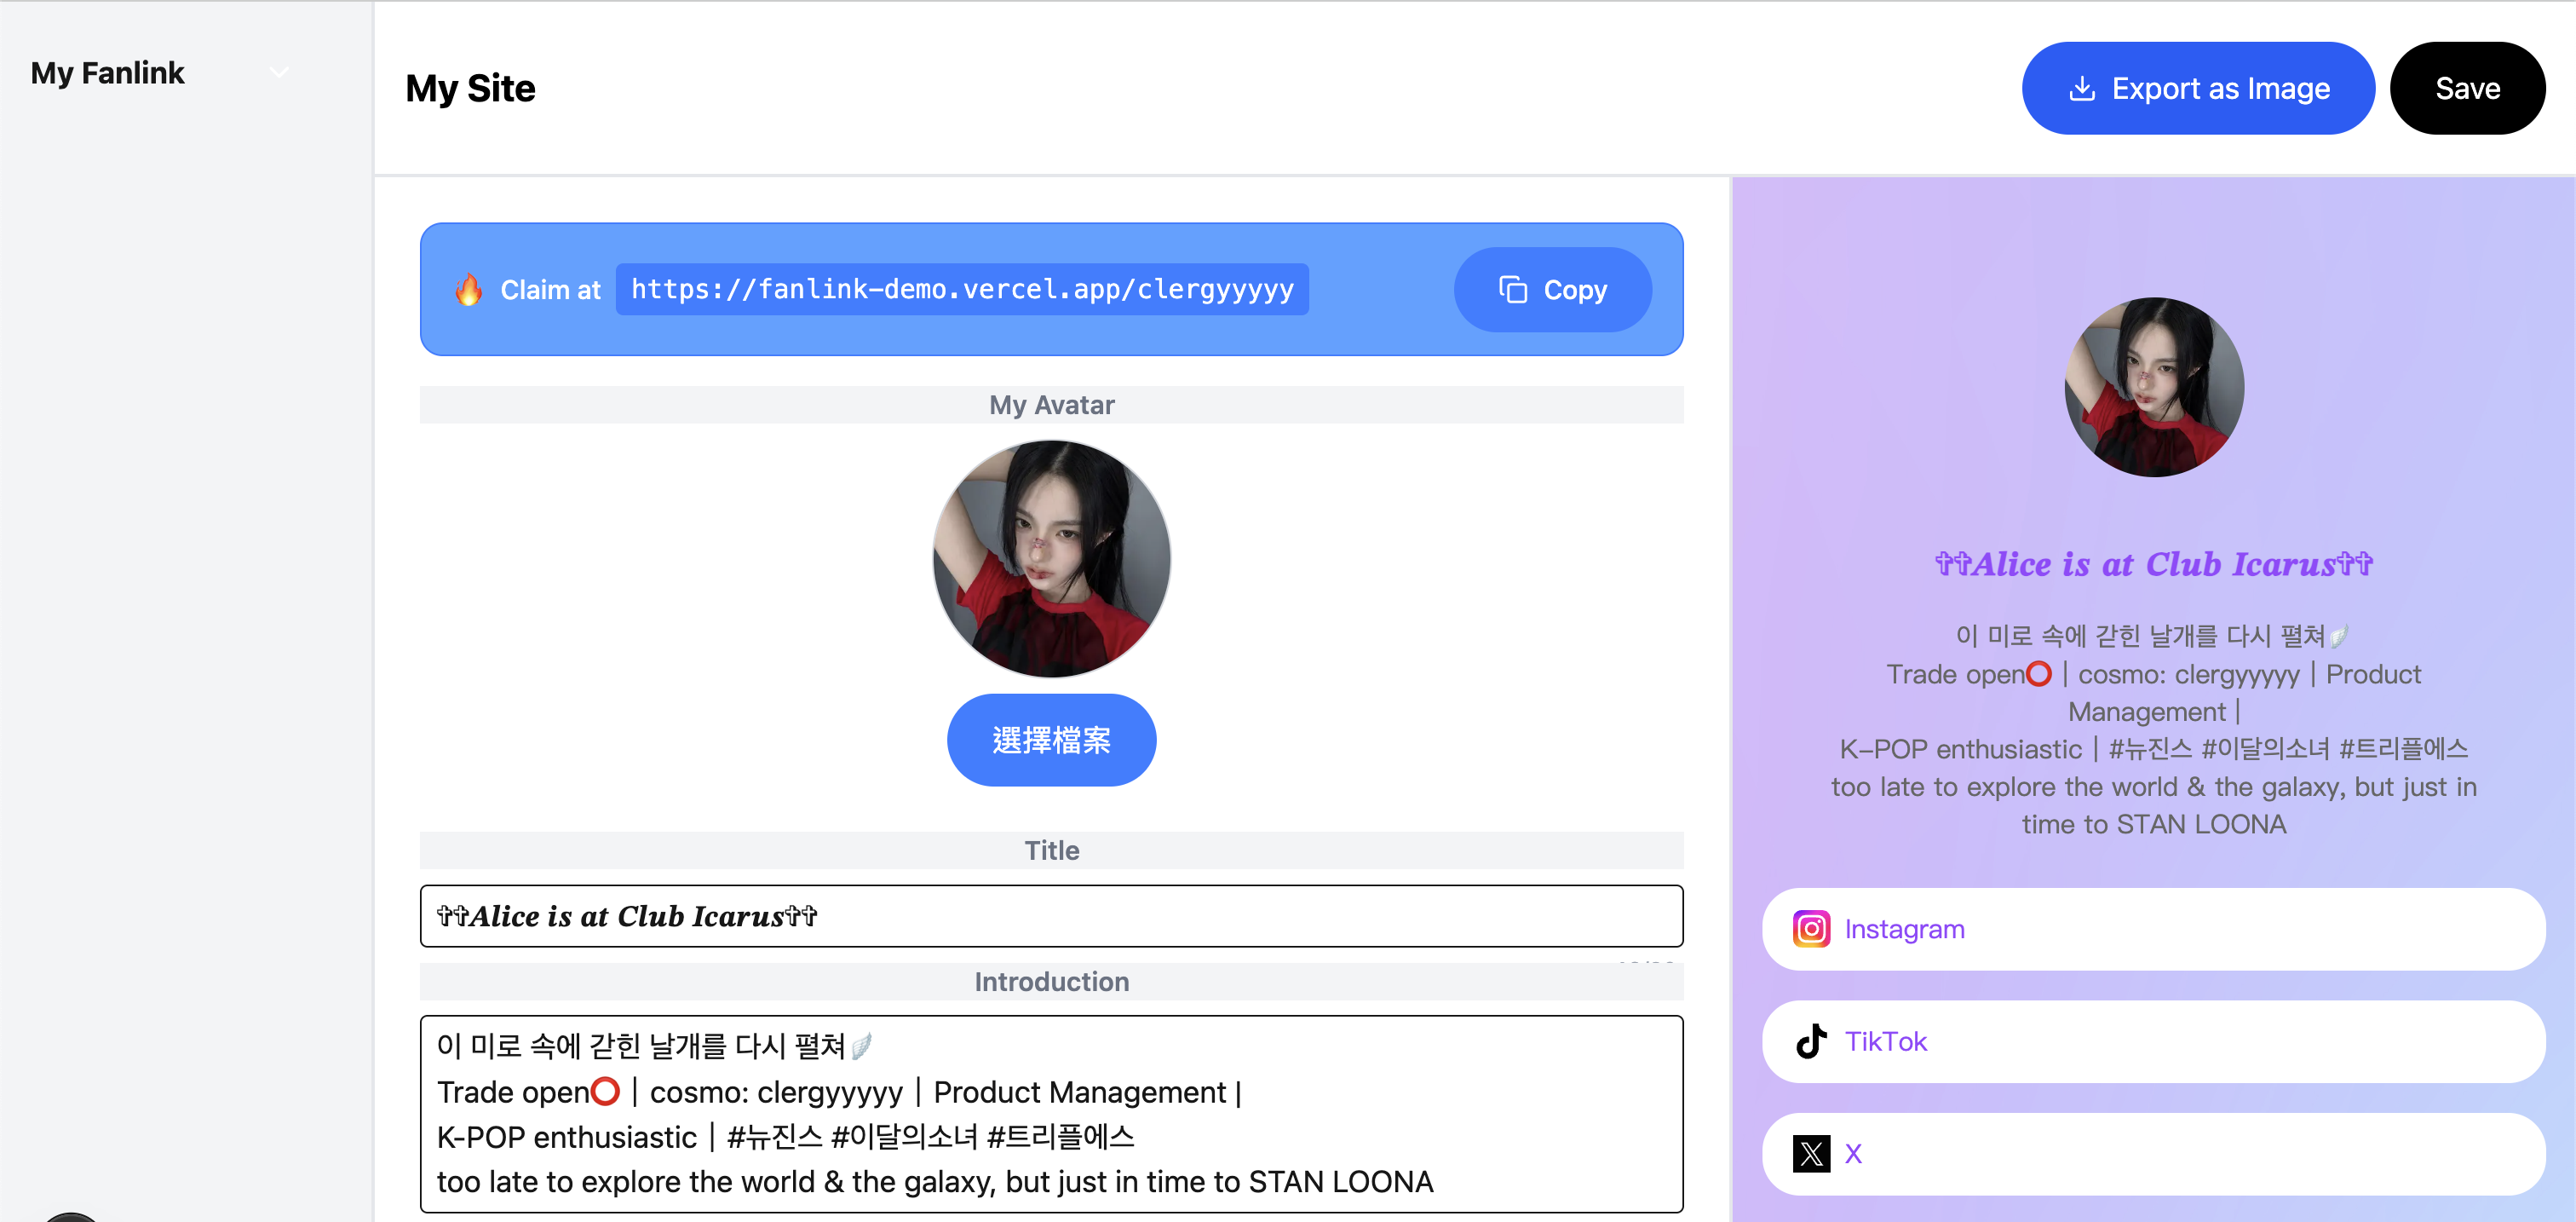 My Fanlink
My Site
Export as Image
Save
🔥 Claim at https://fanlink-demo.vercel.app/clergyyyyy
Copy
My Avatar
選擇檔案
Title
✞✞𝑨𝒍𝒊𝒄𝒆 𝒊𝒔 𝒂𝒕 𝑪𝒍𝒖𝒃 𝑰𝒄𝒂𝒓𝒖𝒔✞✞
Introduction
이 미로 속에 갇힌 날개를 다시 펼쳐🪽
Trade open⭕️｜cosmo: clergyyyyy｜Product Management |
K-POP enthusiastic｜#뉴진스 #이달의소녀 #트리플에스
too late to explore the world & the galaxy, but just in time to STAN LOONA
✞✞𝑨𝒍𝒊𝒄𝒆 𝒊𝒔 𝒂𝒕 𝑪𝒍𝒖𝒃 𝑰𝒄𝒂𝒓𝒖𝒔✞✞
이 미로 속에 갇힌 날개를 다시 펼쳐🪽
Trade open⭕️｜cosmo: clergyyyyy｜Product
Management |
K-POP enthusiastic｜#뉴진스 #이달의소녀 #트리플에스
too late to explore the world & the galaxy, but just in
time to STAN LOONA
Instagram
TikTok
X